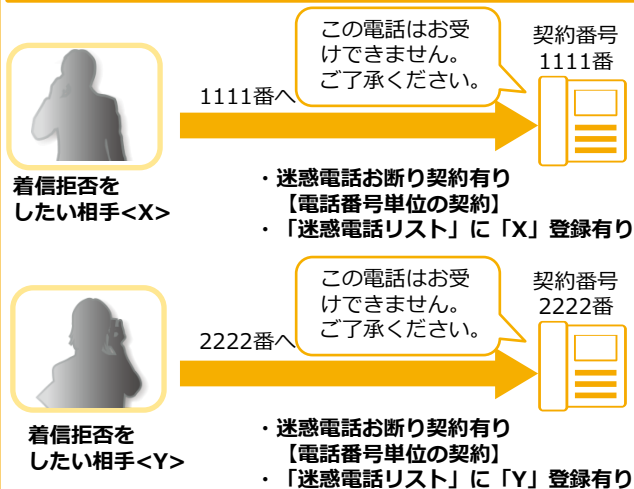 この電話はお受
けできません。
ご了承ください。
契約番号
1111番
1111番へ
着信拒否を
したい相手<X>
・迷惑電話お断り契約有り
【電話番号単位の契約】
・「迷惑電話リスト」に「X」登録有り
この電話はお受
けできません。
ご了承ください。
契約番号
2222番
2222番へ
着信拒否を
したい相手<Y>
・迷惑電話お断り契約有り
【電話番号単位の契約】
・「迷惑電話リスト」に「Y」登録有り